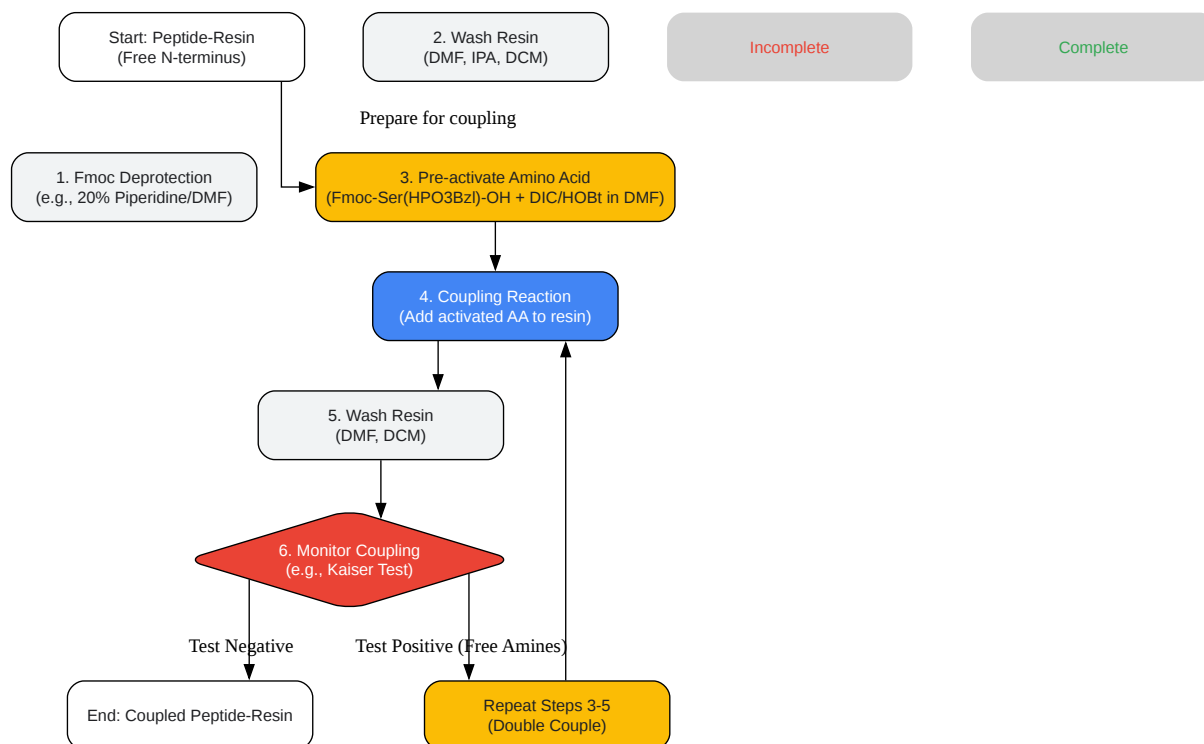 Start: Peptide-Resin
(Free N-terminus)
2. Wash Resin
(DMF, IPA, DCM)
Incomplete
Complete
Prepare for coupling
1. Fmoc Deprotection
(e.g., 20% Piperidine/DMF)
3. Pre-activate Amino Acid
(Fmoc-Ser(HPO3Bzl)-OH + DIC/HOBt in DMF)
4. Coupling Reaction
(Add activated AA to resin)
5. Wash Resin
(DMF, DCM)
6. Monitor Coupling
(e.g., Kaiser Test)
Test Negative
Test Positive (Free Amines)
End: Coupled Peptide-Resin
Repeat Steps 3-5
(Double Couple)